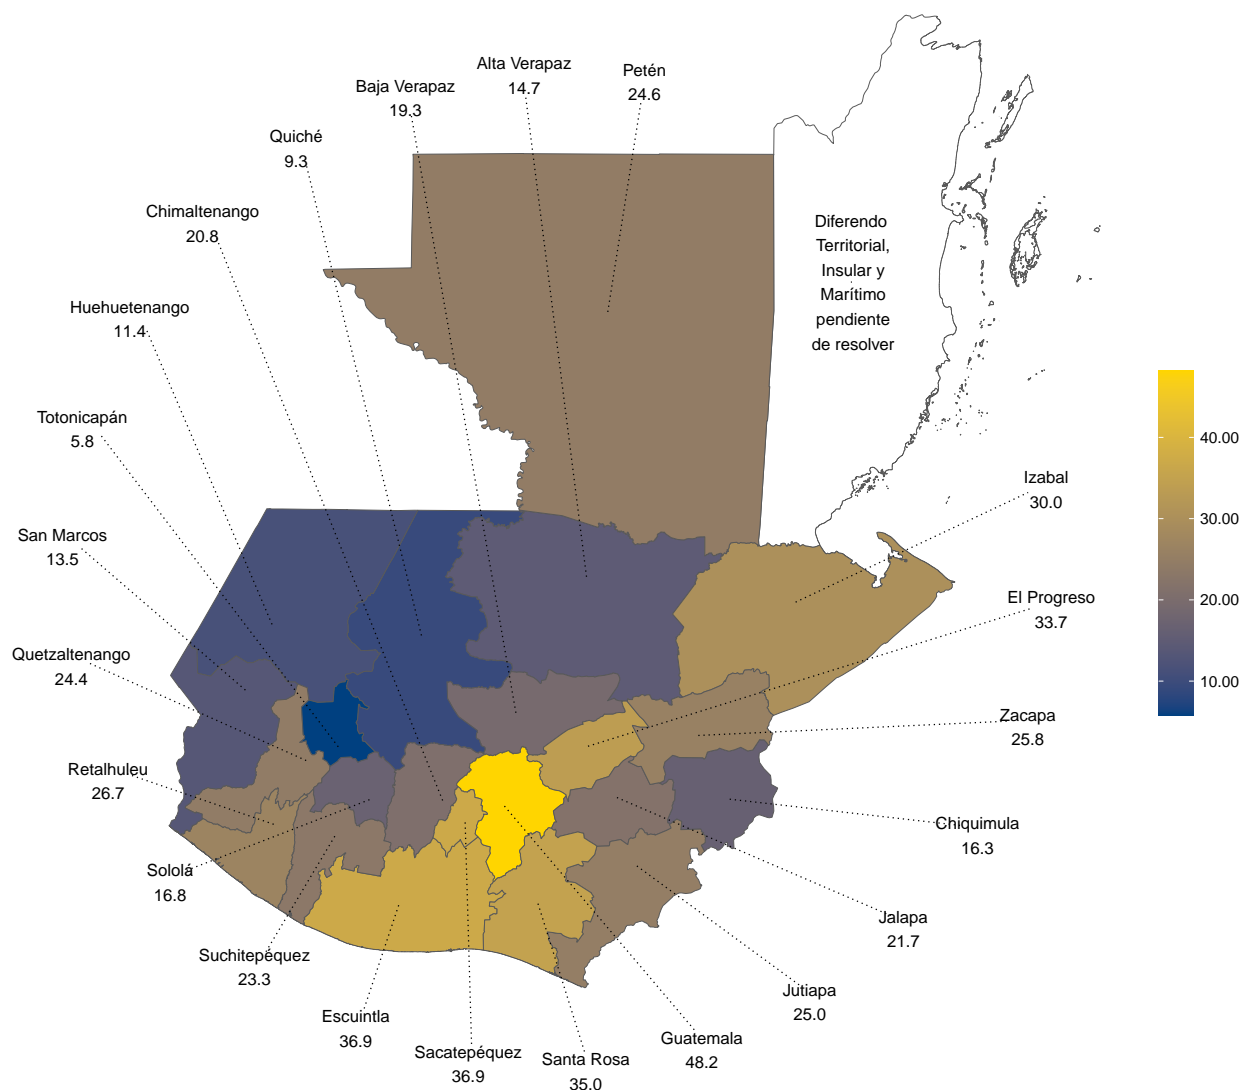 Alta Verapaz
14.7
Petén
24.6
Baja Verapaz
19.3
Quiché
9.3
Chimaltenango
20.8
Huehuetenango
11.4
Totonicapán
5.8
San Marcos
13.5
Quetzaltenango
24.4
Retalhuleu
26.7
Sololá
16.8
Suchitepéquez
23.3
Escuintla
36.9
Sacatepéquez
36.9
Santa Rosa
35.0
Guatemala
48.2
Jutiapa
25.0
Jalapa
21.7
Chiquimula
16.3
Zacapa
25.8
El Progreso
33.7
Izabal
30.0
Diferendo
Territorial,
Insular y
Marítimo
pendiente
de resolver
40.00
30.00
20.00
10.00